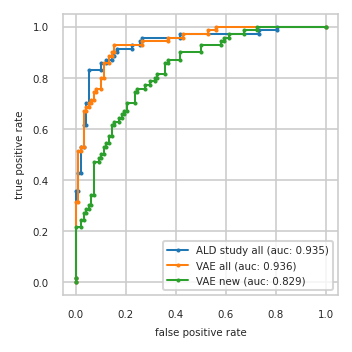 1.0
0.8
0.6
0.4
0.2
0.0
true positive rate
ALD study all (auc: 0.935)
VAE all (auc: 0.936)
VAE new (auc: 0.829)
0.0 0.2 0.4 0.6 0.8 1.0
false positive rate